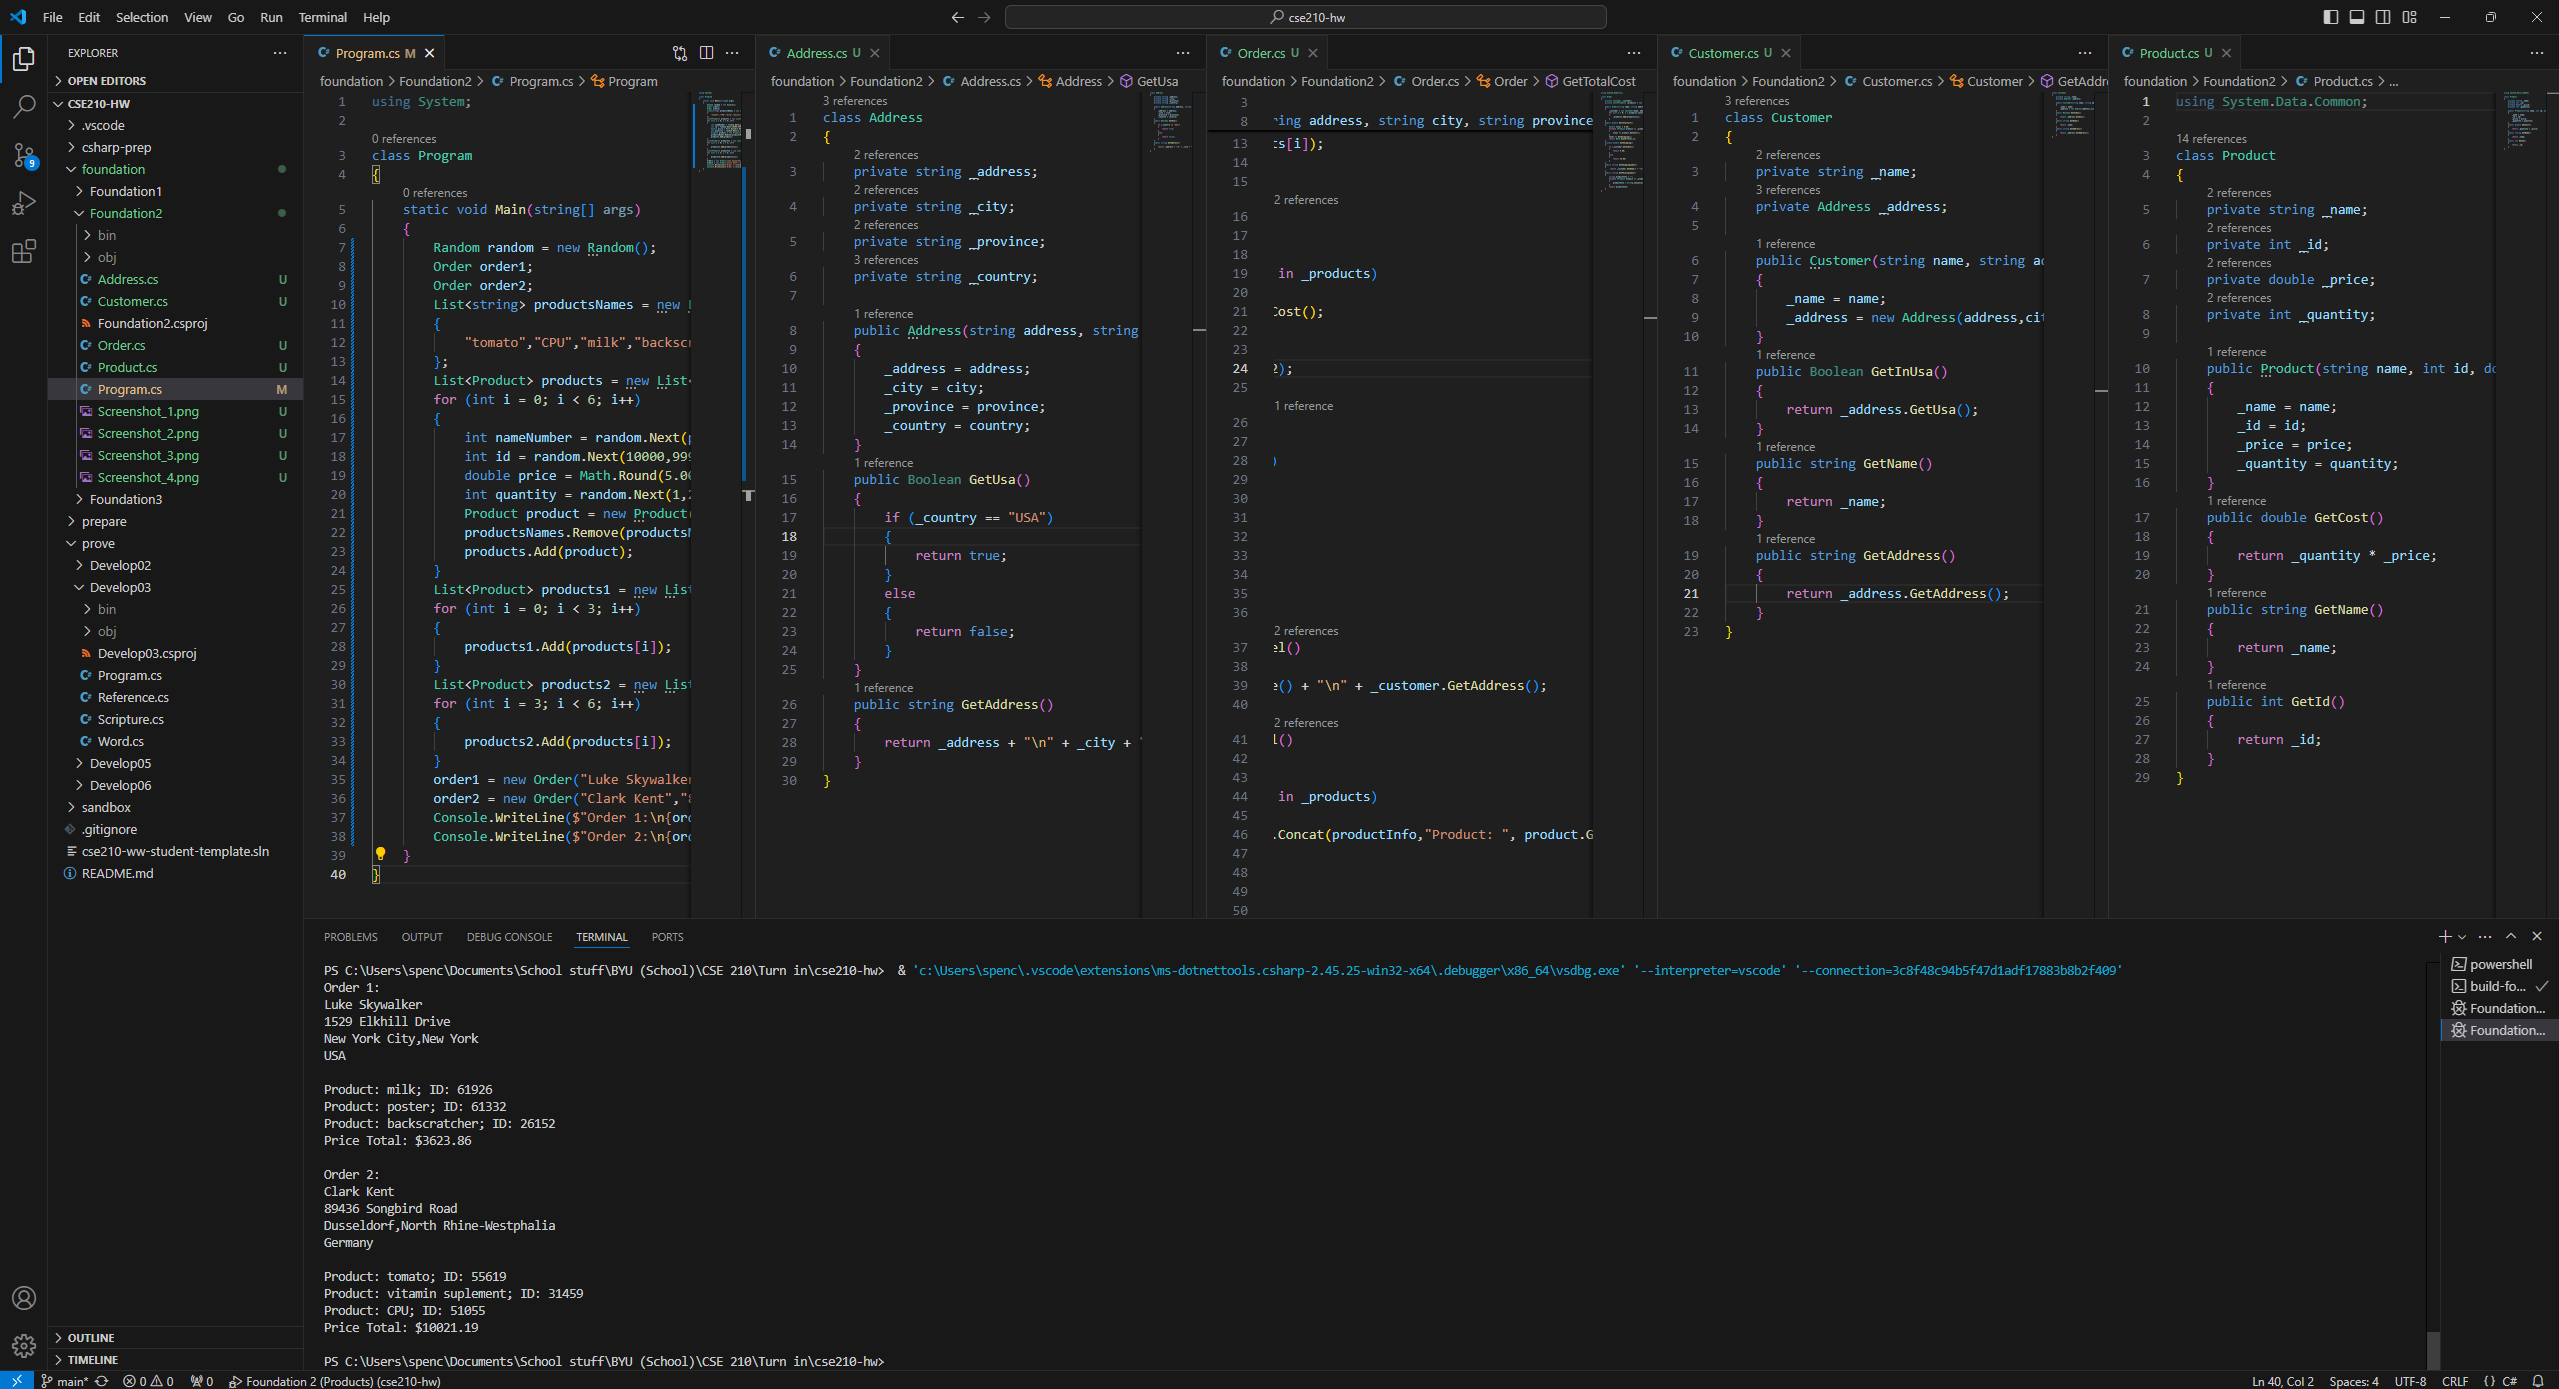 File Edit Selection View Go Run Terminal Help
cse210-hw
EXPLORER
OPEN EDITORS
CSE210-HW
.vscode
csharp-prep
foundation
Foundation1
Foundation2
bin
obj
Address.cs U
Customer.cs U
Foundation2.csproj
Order.cs U
Product.cs U
Program.cs M
Screenshot_1.png U
Screenshot_2.png U
Screenshot_3.png U
Screenshot_4.png U
Foundation3
prepare
prove
Develop02
Develop03
bin
obj
Develop03.csproj
Program.cs
Reference.cs
Scripture.cs
Word.cs
Develop05
Develop06
sandbox
.gitignore
cse210-ww-student-template.sln
README.md
OUTLINE
TIMELINE
9
Program.cs M
foundation > Foundation2 > Program.cs > Program
1 using System;
2
0 references
3 class Program
4 {
0 references
5 static void Main(string[] args)
6 {
7 Random random = new Random();
8 Order order1;
9 Order order2;
10 List<string> productsNames = new
11 {
12 "tomato","CPU","milk","backscr
13 };
14 List<Product> products = new List<
15 for (int i = 0; i < 6; i++)
16 {
17 int nameNumber = random.Next(
18 int id = random.Next(10000,999
19 double price = Math.Round(5.00
20 int quantity = random.Next(1,2
21 Product product = new Product(
22 productsNames.Remove(productsN
23 products.Add(product);
24 }
25 List<Product> products1 = new List
26 for (int i = 0; i < 3; i++)
27 {
28 products1.Add(products[i]);
29 }
30 List<Product> products2 = new List
31 for (int i = 3; i < 6; i++)
32 {
33 products2.Add(products[i]);
34 }
35 order1 = new Order("Luke Skywalker
36 order2 = new Order("Clark Kent","8
37 Console.WriteLine($"Order 1:\n{ord
38 Console.WriteLine($"Order 2:\n{ord
39 }
40 }
Address.cs U
foundation > Foundation2 > Address.cs > Address > GetUsa
3 references
1 class Address
2 {
2 references
3 private string _address;
2 references
4 private string _city;
2 references
5 private string _province;
3 references
6 private string _country;
7
1 reference
8 public Address(string address, string
9 {
10 _address = address;
11 _city = city;
12 _province = province;
13 _country = country;
14 }
1 reference
15 public Boolean GetUsa()
16 {
17 if (_country == "USA")
18 {
19 return true;
20 }
21 else
22 {
23 return false;
24 }
25 }
1 reference
26 public string GetAddress()
27 {
28 return _address + "\n" + _city + "
29 }
30 }
Order.cs U
foundation > Foundation2 > Order.cs > Order > GetTotalCost
3
8 ring address, string city, string province
13 cs[i]);
14
15
2 references
16
17
18
19 in _products)
20
21 Cost();
22
23
24 2);
25
1 reference
26
27
28 )
29
30
31
32
33
34
35
36
2 references
37 el()
38
39 e() + "\n" + _customer.GetAddress();
40
2 references
41 l()
42
43
44 in _products)
45
46 .Concat(productInfo,"Product: ", product.G
47
48
49
50
Customer.cs U
foundation > Foundation2 > Customer.cs > Customer > GetAddre
3 references
1 class Customer
2 {
2 references
3 private string _name;
3 references
4 private Address _address;
5
1 reference
6 public Customer(string name, string ad
7 {
8 _name = name;
9 _address = new Address(address,cit
10 }
1 reference
11 public Boolean GetInUsa()
12 {
13 return _address.GetUsa();
14 }
1 reference
15 public string GetName()
16 {
17 return _name;
18 }
1 reference
19 public string GetAddress()
20 {
21 return _address.GetAddress();
22 }
23 }
Product.cs U
foundation > Foundation2 > Product.cs > ...
1 using System.Data.Common;
2
14 references
3 class Product
4 {
2 references
5 private string _name;
2 references
6 private int _id;
2 references
7 private double _price;
2 references
8 private int _quantity;
9
1 reference
10 public Product(string name, int id, do
11 {
12 _name = name;
13 _id = id;
14 _price = price;
15 _quantity = quantity;
16 }
1 reference
17 public double GetCost()
18 {
19 return _quantity * _price;
20 }
1 reference
21 public string GetName()
22 {
23 return _name;
24 }
1 reference
25 public int GetId()
26 {
27 return _id;
28 }
29 }
PROBLEMS OUTPUT DEBUG CONSOLE TERMINAL PORTS
PS C:\Users\spenc\Documents\School stuff\BYU (School)\CSE 210\Turn in\cse210-hw> & 'c:\Users\spenc\.vscode\extensions\ms-dotnettools.csharp-2.45.25-win32-x64\.debugger\x86_64\vsdbg.exe' '--interpreter=vscode' '--connection=3c8f48c94b5f47d1adf17883b8b2f409'
Order 1:
Luke Skywalker
1529 Elkhill Drive
New York City,New York
USA
Product: milk; ID: 61926
Product: poster; ID: 61332
Product: backscratcher; ID: 26152
Price Total: $3623.86
Order 2:
Clark Kent
89436 Songbird Road
Dusseldorf,North Rhine-Westphalia
Germany
Product: tomato; ID: 55619
Product: vitamin suplement; ID: 31459
Product: CPU; ID: 51055
Price Total: $10021.19
PS C:\Users\spenc\Documents\School stuff\BYU (School)\CSE 210\Turn in\cse210-hw>
powershell
build-fo...
Foundation...
Foundation...
main* 0 0 0 Foundation 2 (Products) (cse210-hw)
Ln 40, Col 2 Spaces: 4 UTF-8 CRLF {} C#